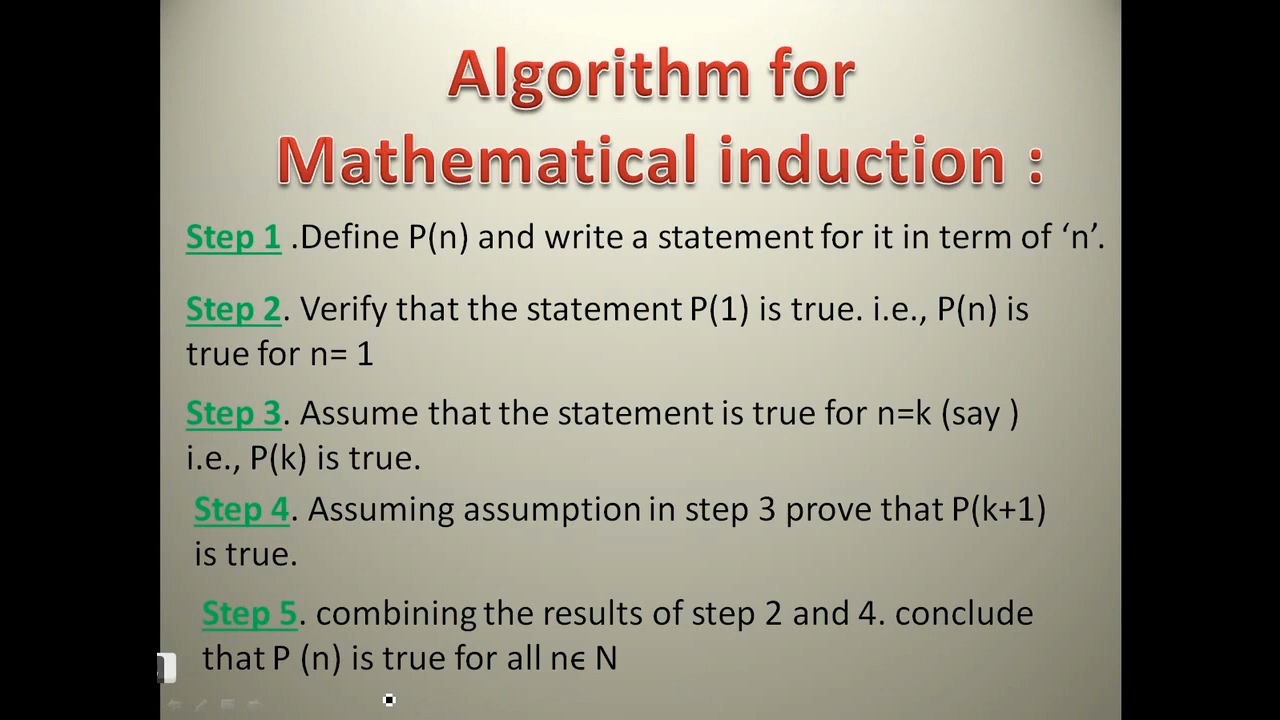 Algorithm for
Mathematical induction :
Step 1 .Define P(n) and write a statement for it in term of ‘n’.
Step 2. Verify that the statement P(1) is true. i.e., P(n) is
true for n= 1
Step 3. Assume that the statement is true for n=k (say )
i.e., P(k) is true.
Step 4. Assuming assumption in step 3 prove that P(k+1)
is true.
Step 5. combining the results of step 2 and 4. conclude
that P (n) is true for all nϵ N